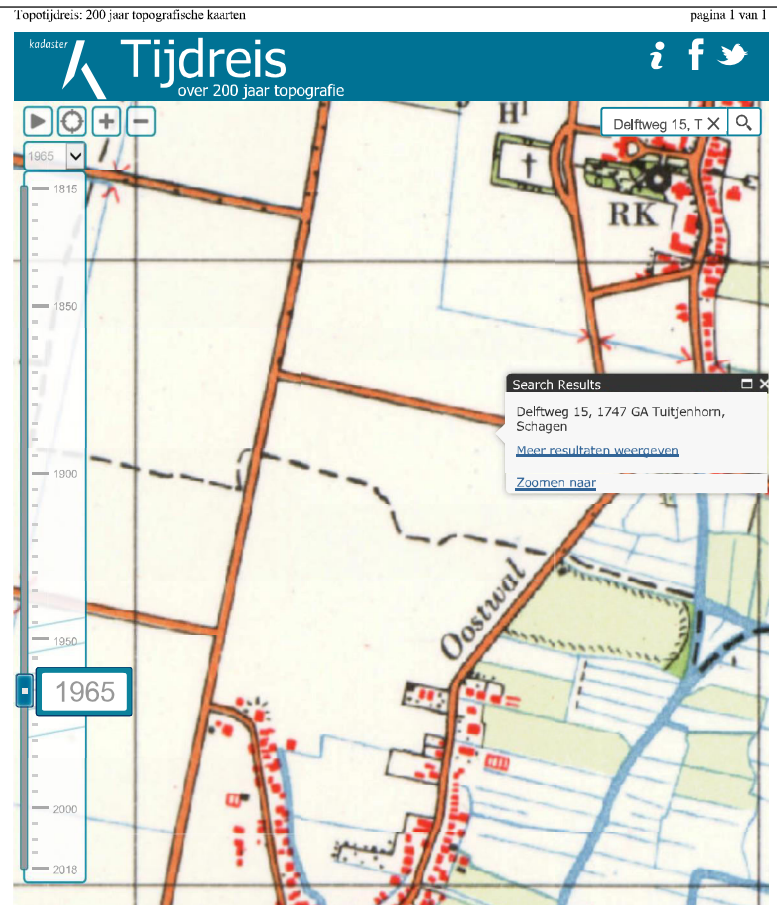 Topotijdreis: 200 jaar topografische kaarten
pagina 1 van 1
kadaster
Tijdreis
over 200 jaar topografie
Delftweg 15, T
1965
1815
1850
1900
1950
1965
2000
2018
H
RK
Search Results
Delftweg 15, 1747 GA Tuitjenhorn,
Schagen
Meer resultaten weergeven
Zoomen naar
Oostwal